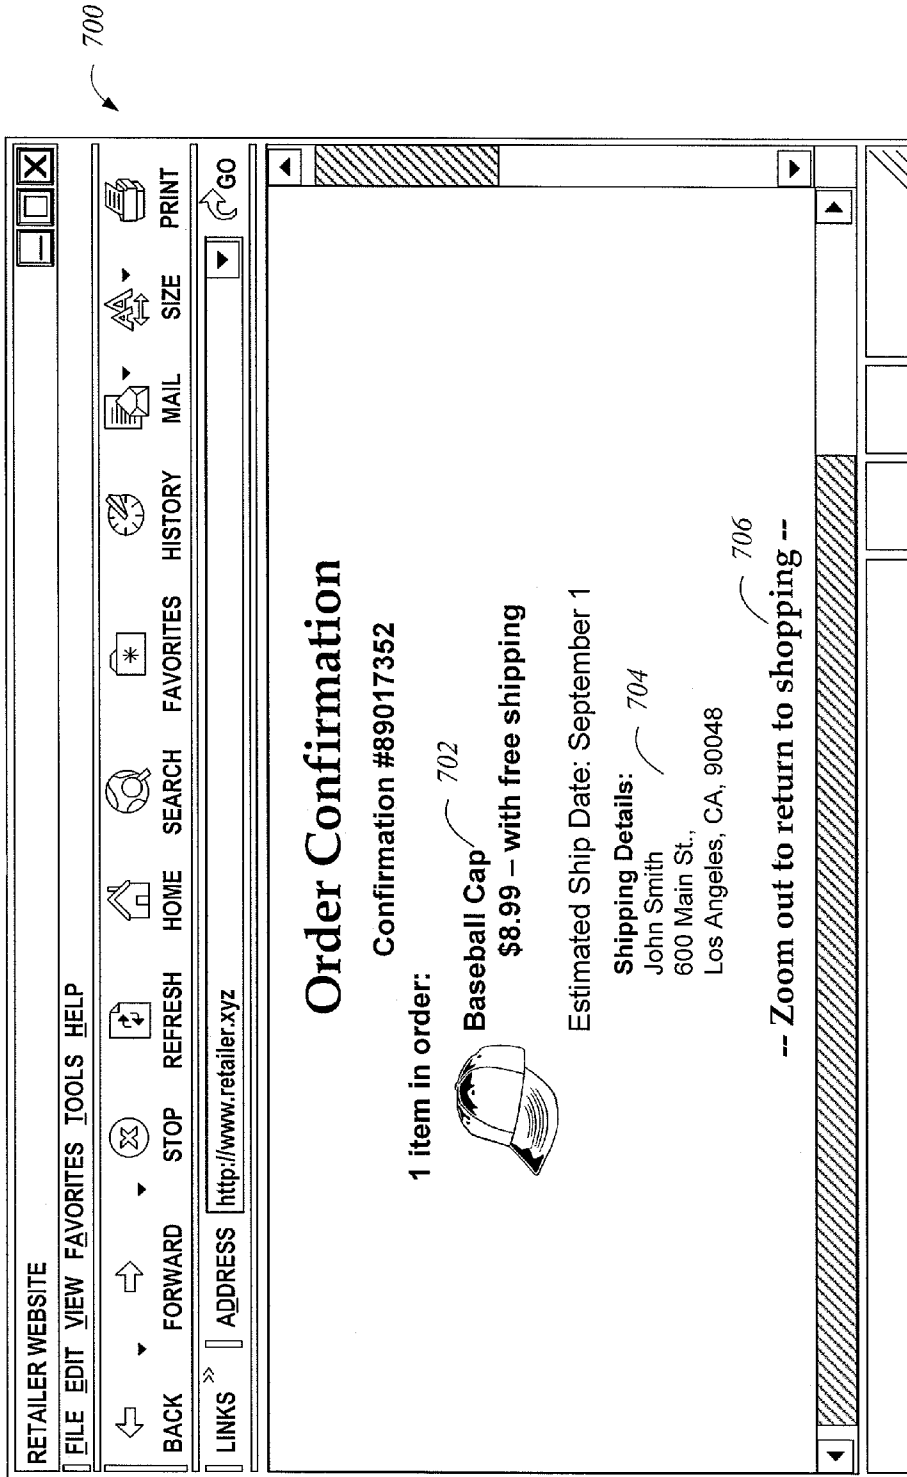 700
RETAILER WEBSITE
FILE EDIT VIEW FAVORITES TOOLS HELP
BACK FORWARD STOP REFRESH HOME SEARCH FAVORITES HISTORY MAIL SIZE PRINT
LINKS >> ADDRESS http://www.retailer.xyz GO
Order Confirmation
Confirmation #89017352
1 item in order:
702
Baseball Cap
$8.99 – with free shipping
Estimated Ship Date: September 1
Shipping Details:
704
John Smith
600 Main St.,
Los Angeles, CA, 90048
706
-- Zoom out to return to shopping --